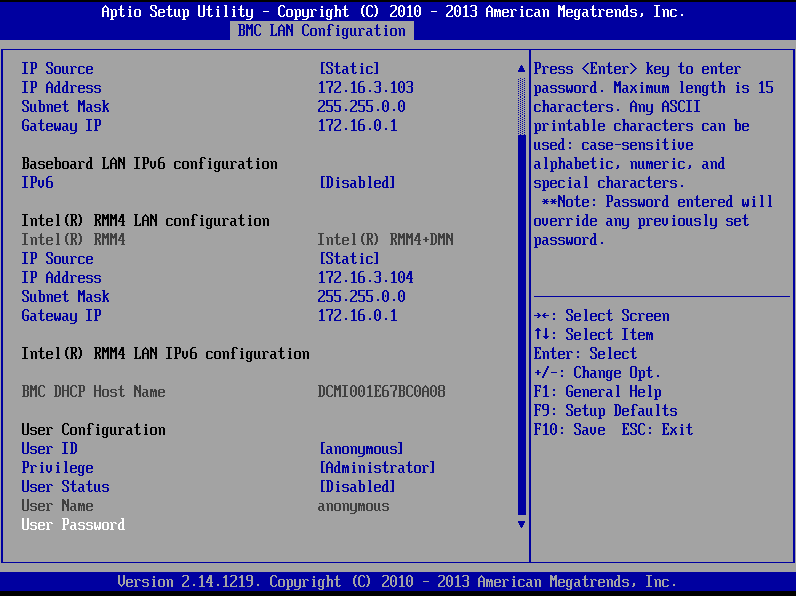 Aptio Setup Utility - Copyright (C) 2010 - 2013 American Megatrends, Inc.
BMC LAN Configuration
IP Source [Static]
IP Address 172.16.3.103
Subnet Mask 255.255.0.0
Gateway IP 172.16.0.1
Baseboard LAN IPv6 configuration
IPv6 [Disabled]
Intel(R) RMM4 LAN configuration
Intel(R) RMM4 Intel(R) RMM4+DMN
IP Source [Static]
IP Address 172.16.3.104
Subnet Mask 255.255.0.0
Gateway IP 172.16.0.1
Intel(R) RMM4 LAN IPv6 configuration
BMC DHCP Host Name DCMI001E67BC0A08
User Configuration
User ID [anonymous]
Privilege [Administrator]
User Status [Disabled]
User Name anonymous
User Password
Press <Enter> key to enter
password. Maximum length is 15
characters. Any ASCII
printable characters can be
used: case-sensitive
alphabetic, numeric, and
special characters.
**Note: Password entered will
override any previously set
password.
→←: Select Screen
↑↓: Select Item
Enter: Select
+/-: Change Opt.
F1: General Help
F9: Setup Defaults
F10: Save ESC: Exit
Version 2.14.1219. Copyright (C) 2010 - 2013 American Megatrends, Inc.